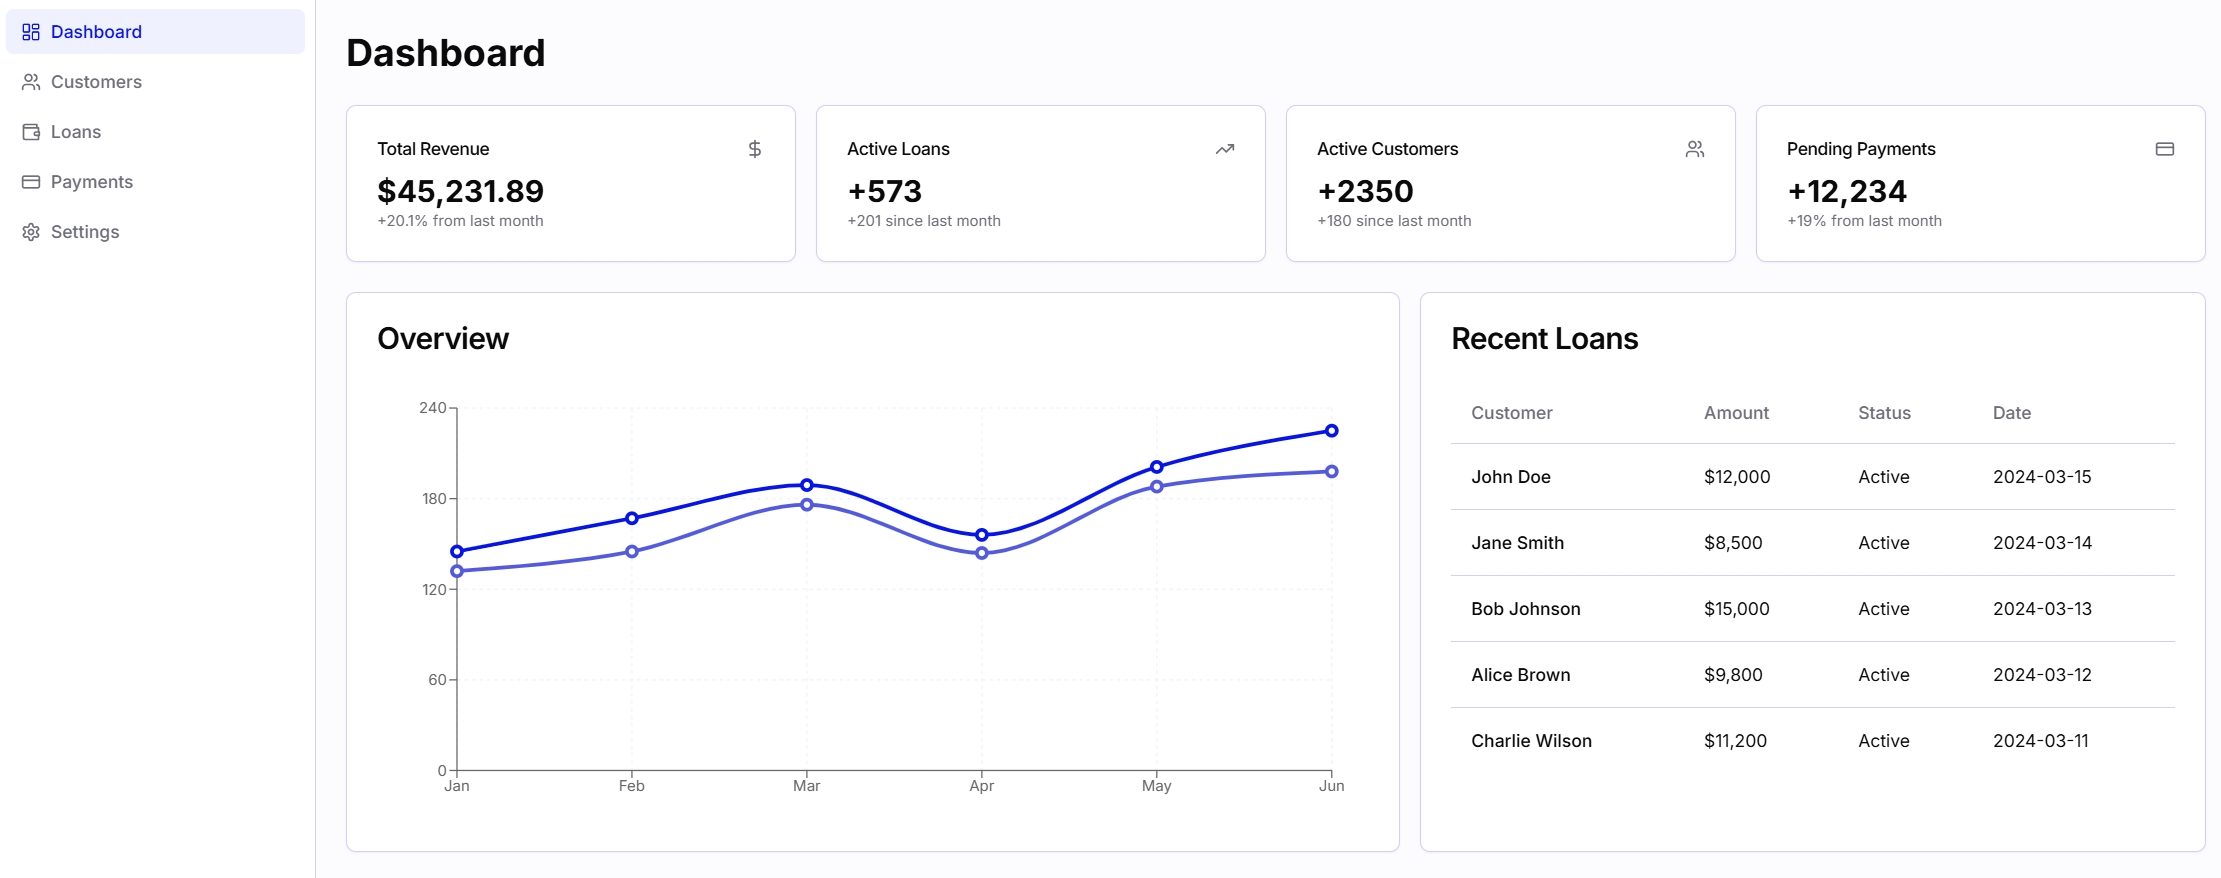 Dashboard
Customers
Loans
Payments
Settings
Dashboard
Total Revenue
$45,231.89
+20.1% from last month
Active Loans
+573
+201 since last month
Active Customers
+2350
+180 since last month
Pending Payments
+12,234
+19% from last month
Overview
240
180
120
60
0
Jan Feb Mar Apr May Jun
Recent Loans
Customer Amount Status Date
John Doe $12,000 Active 2024-03-15
Jane Smith $8,500 Active 2024-03-14
Bob Johnson $15,000 Active 2024-03-13
Alice Brown $9,800 Active 2024-03-12
Charlie Wilson $11,200 Active 2024-03-11